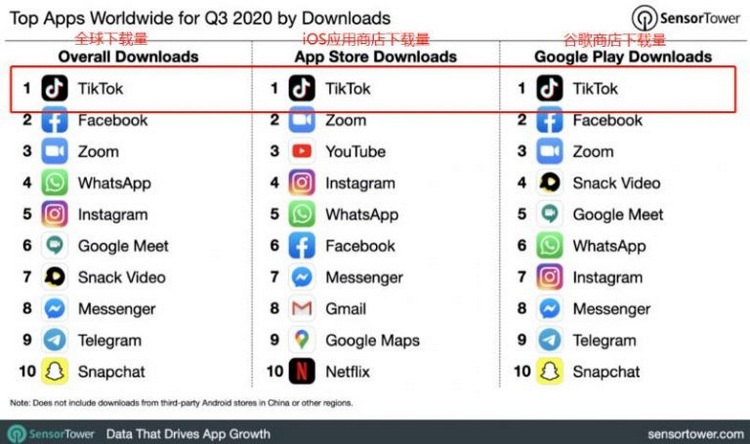 Top Apps Worldwide for Q3 2020 by Downloads
SensorTower
全球下载量
Overall Downloads
1 TikTok
2 Facebook
3 Zoom
4 WhatsApp
5 Instagram
6 Google Meet
7 Snack Video
8 Messenger
9 Telegram
10 Snapchat
iOS应用商店下载量
App Store Downloads
1 TikTok
2 Zoom
3 YouTube
4 Instagram
5 WhatsApp
6 Facebook
7 Messenger
8 Gmail
9 Google Maps
10 Netflix
谷歌商店下载量
Google Play Downloads
1 TikTok
2 Facebook
3 Zoom
4 Snack Video
5 Google Meet
6 WhatsApp
7 Instagram
8 Messenger
9 Telegram
10 Snapchat
Note: Does not include downloads from third-party Android stores in China or other regions.
SensorTower Data That Drives App Growth
sensortower.com